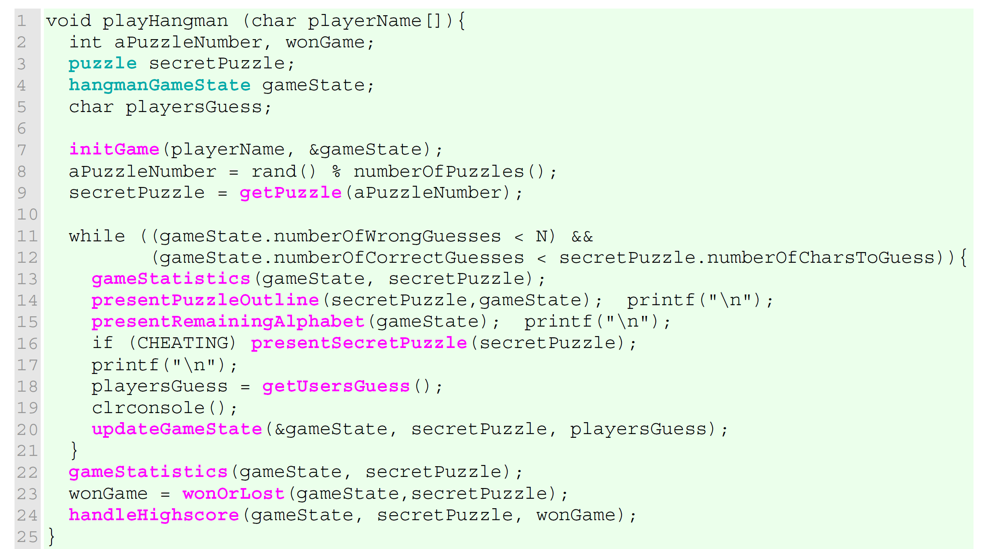 1 void playHangman (char playerName[]){
2   int aPuzzleNumber, wonGame;
3   puzzle secretPuzzle;
4   hangmanGameState gameState;
5   char playersGuess;
6
7   initGame(playerName, &gameState);
8   aPuzzleNumber = rand() % numberOfPuzzles();
9   secretPuzzle = getPuzzle(aPuzzleNumber);
10
11   while ((gameState.numberOfWrongGuesses < N) &&
12          (gameState.numberOfCorrectGuesses < secretPuzzle.numberOfCharsToGuess)){
13     gameStatistics(gameState, secretPuzzle);
14     presentPuzzleOutline(secretPuzzle,gameState);  printf("\n");
15     presentRemainingAlphabet(gameState);  printf("\n");
16     if (CHEATING) presentSecretPuzzle(secretPuzzle);
17     printf("\n");
18     playersGuess = getUsersGuess();
19     clrconsole();
20     updateGameState(&gameState, secretPuzzle, playersGuess);
21   }
22   gameStatistics(gameState, secretPuzzle);
23   wonGame = wonOrLost(gameState,secretPuzzle);
24   handleHighscore(gameState, secretPuzzle, wonGame);
25 }